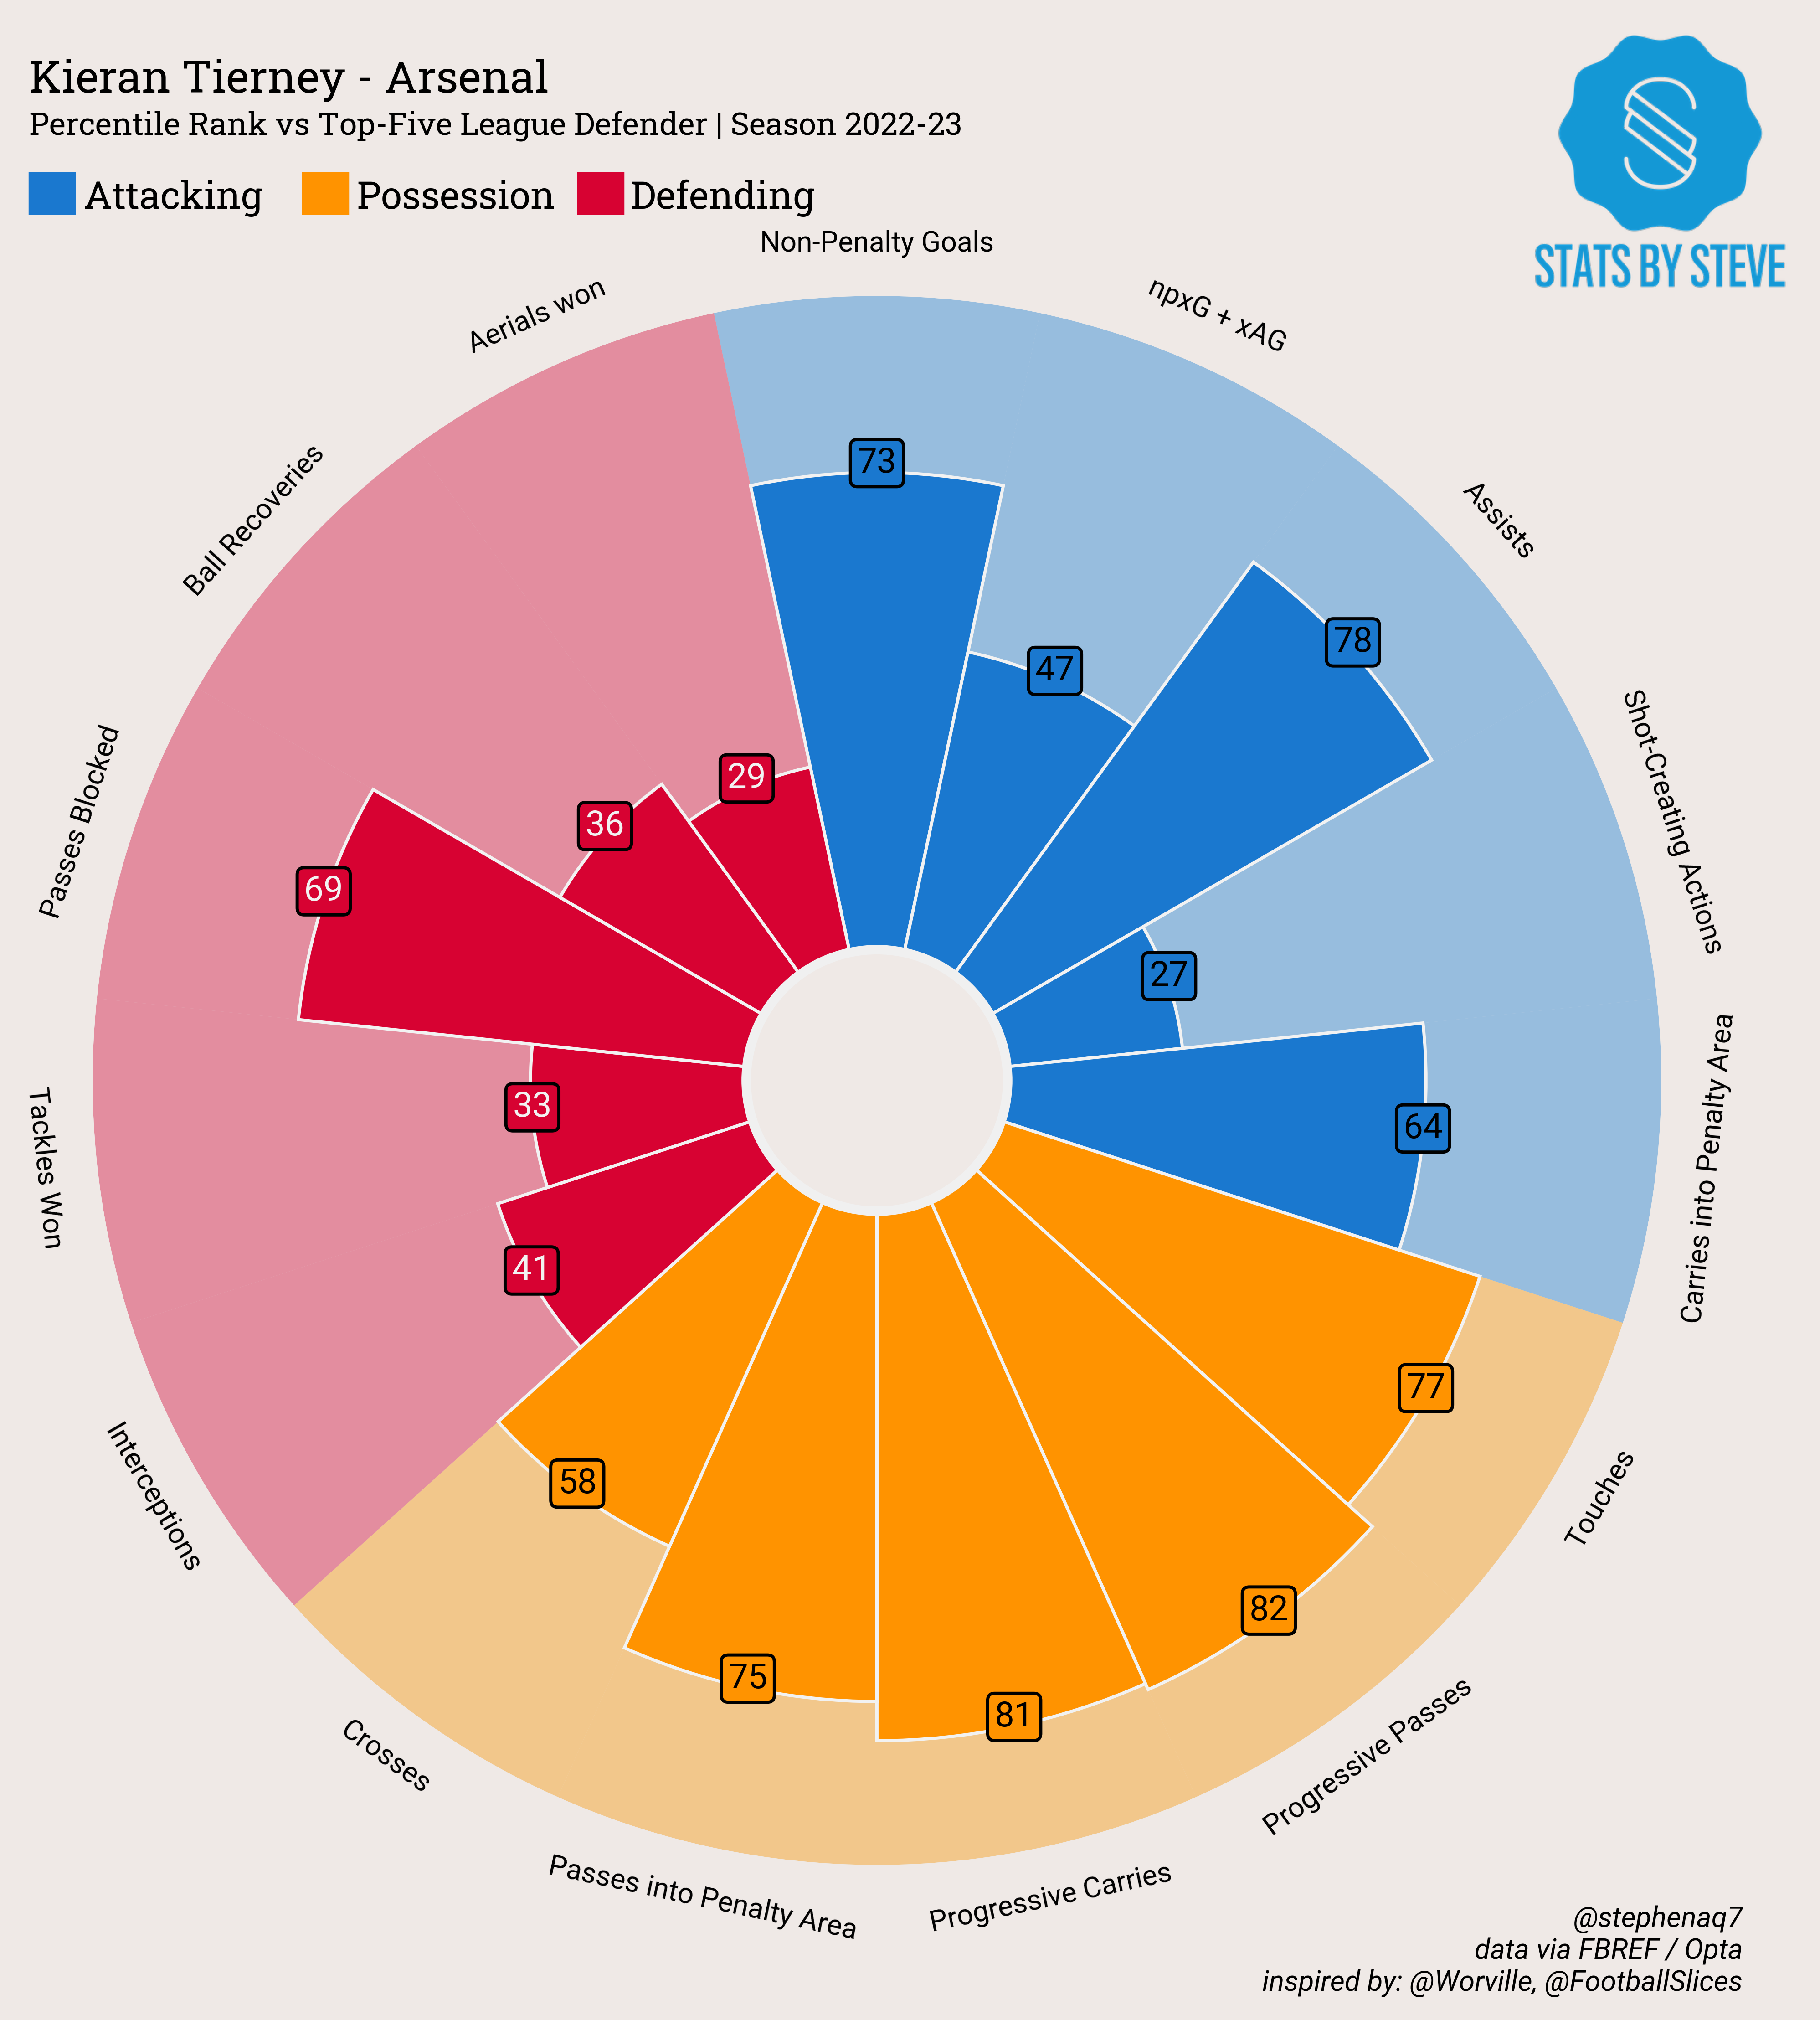 Kieran Tierney - Arsenal
Percentile Rank vs Top-Five League Defender | Season 2022-23
Attacking
Possession
Defending
STATS BY STEVE
Non-Penalty Goals
npxG + xAG
Assists
Shot-Creating Actions
Carries into Penalty Area
Touches
Progressive Passes
Progressive Carries
Passes into Penalty Area
Crosses
Interceptions
Tackles Won
Passes Blocked
Ball Recoveries
Aerials won
73
47
78
27
64
77
82
81
75
58
41
33
69
36
29
@stephenaq7
data via FBREF / Opta
inspired by: @Worville, @FootballSlices